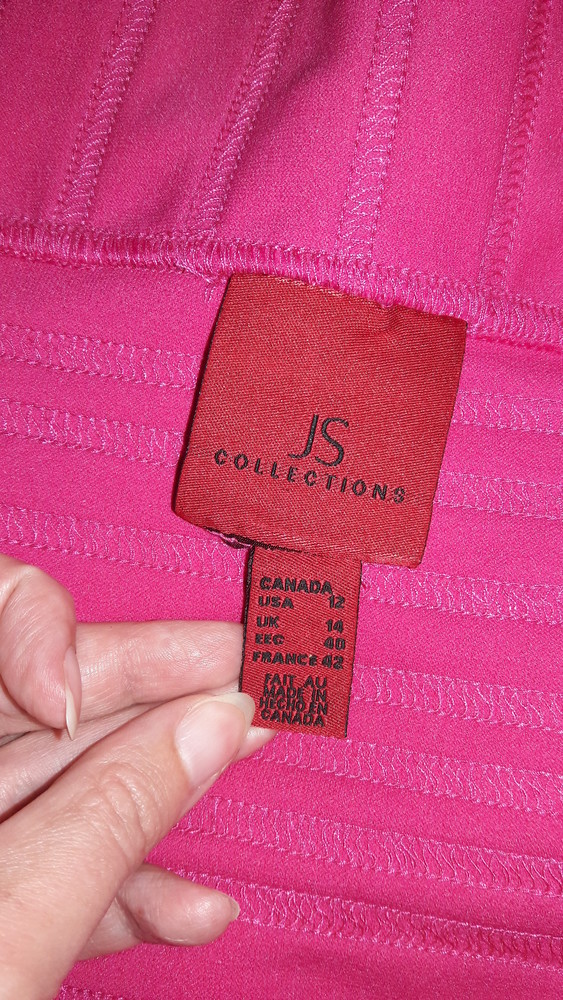 JS
COLLECTIONS
CANADA
USA 12
UK 14
EEC 40
FRANCE 42
FAIT AU
MADE IN
HECHO EN
CANADA